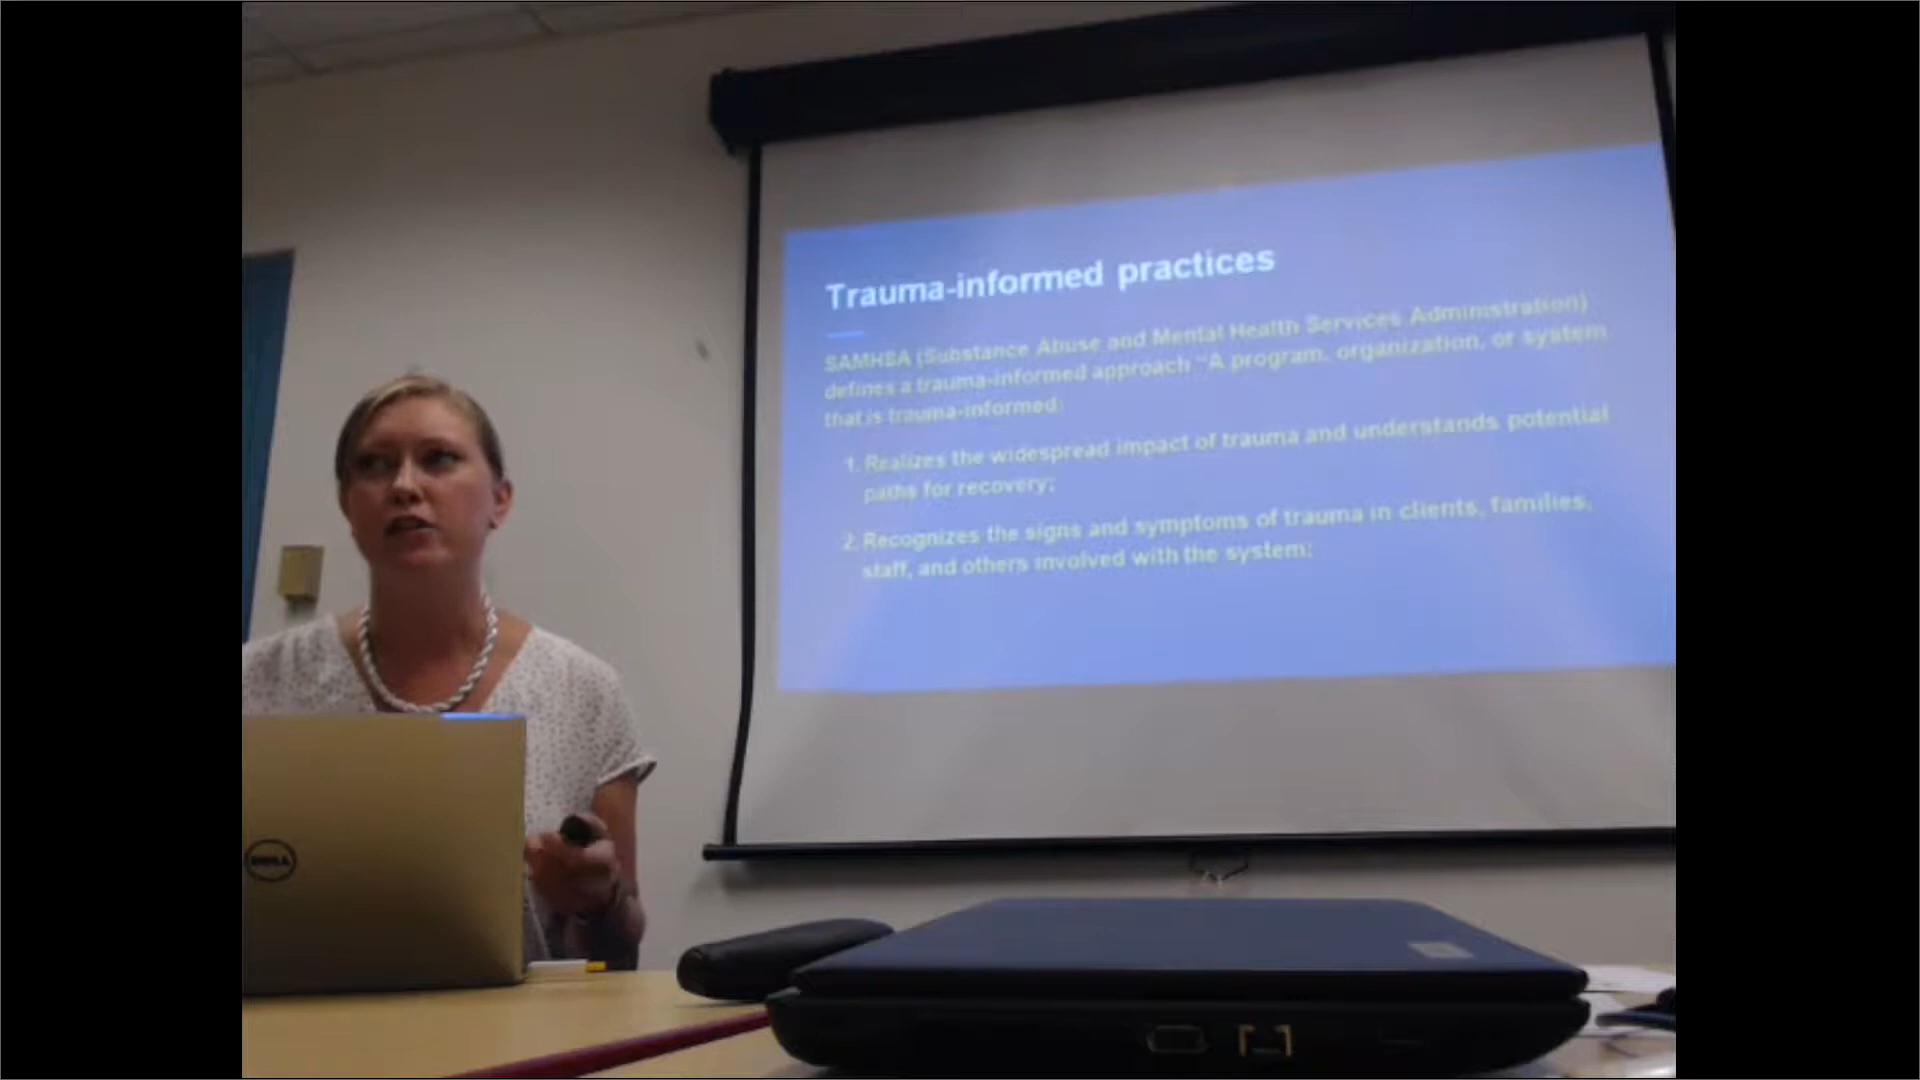 Trauma-informed practices
SAMHSA (Substance Abuse and Mental Health Services Administration)
defines a trauma-informed approach "A program, organization, or system
that is trauma-informed:
1. Realizes the widespread impact of trauma and understands potential
paths for recovery;
2. Recognizes the signs and symptoms of trauma in clients, families,
staff, and others involved with the system;
DELL